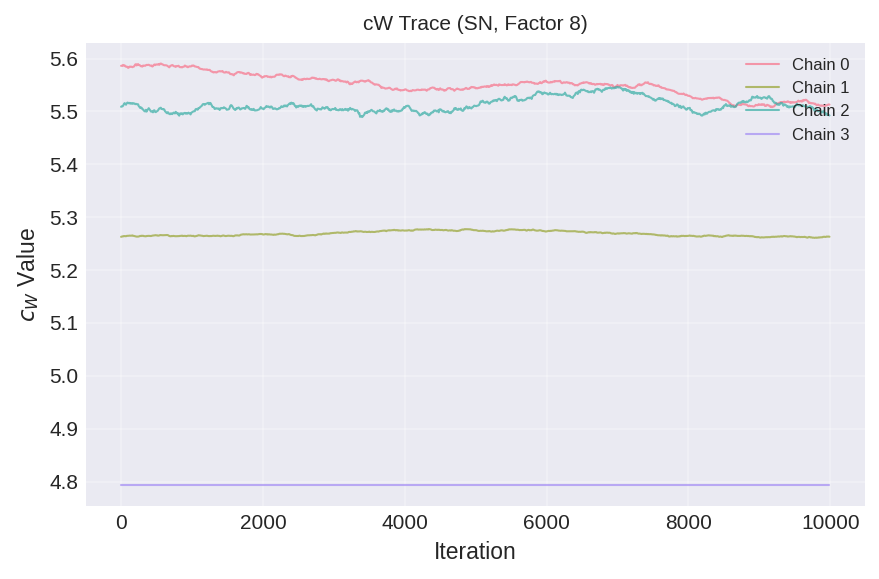 cW Trace (SN, Factor 8)
5.6
5.5
5.4
5.3
5.2
5.1
5.0
4.9
4.8
c_W Value
Chain 0
Chain 1
Chain 2
Chain 3
0
2000
4000
6000
8000
10000
Iteration